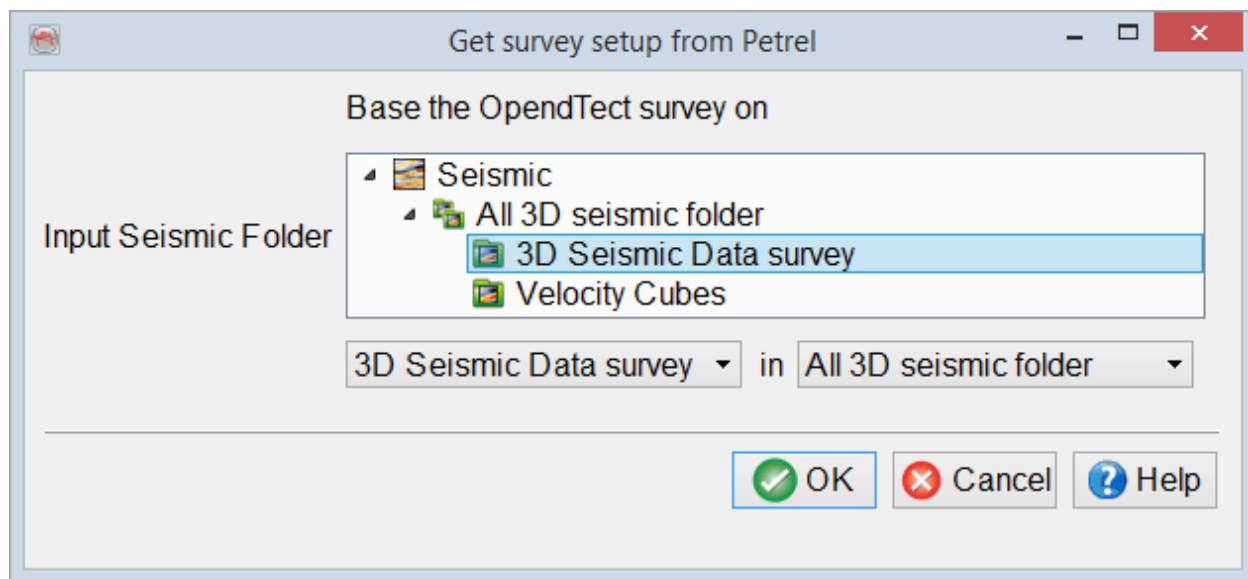 Get survey setup from Petrel
Base the OpendTect survey on
Input Seismic Folder
Seismic
All 3D seismic folder
3D Seismic Data survey
Velocity Cubes
3D Seismic Data survey in All 3D seismic folder
OK Cancel Help